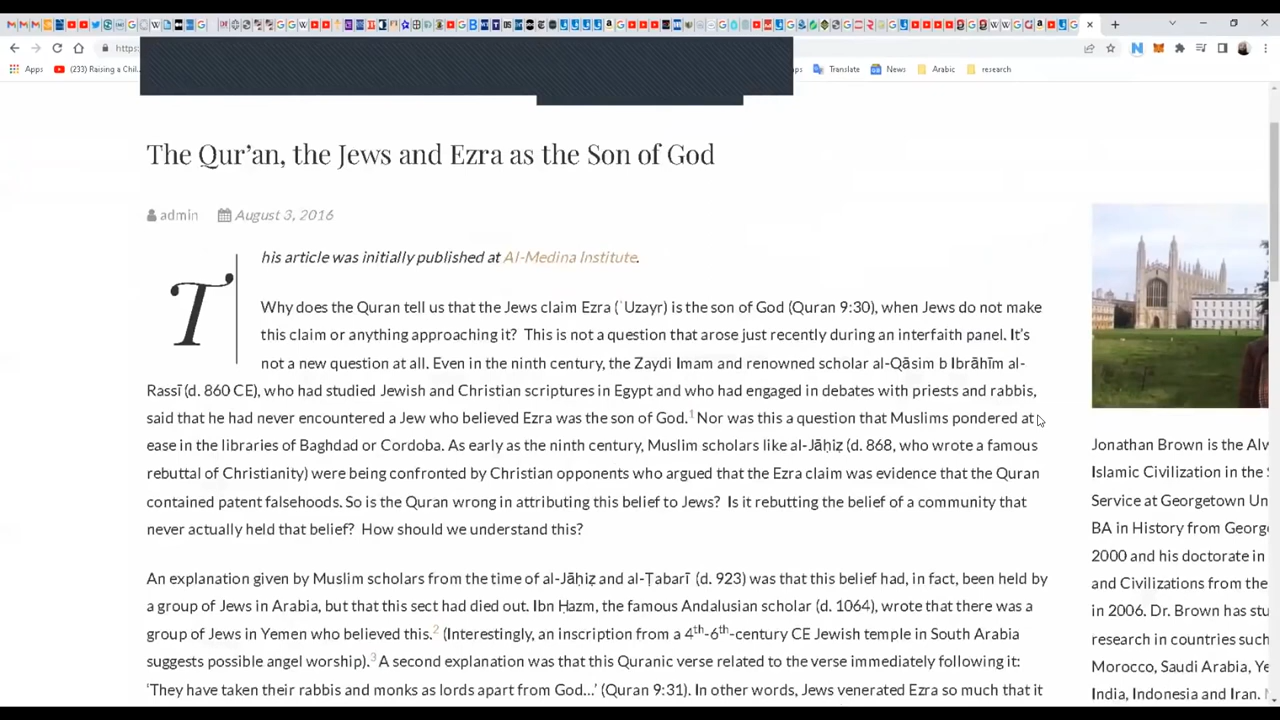 https:
Apps
(233) Raising a Chil...
Translate
News
Arabic
research
The Qur’an, the Jews and Ezra as the Son of God
admin
August 3, 2016
This article was initially published at Al-Medina Institute.
Why does the Quran tell us that the Jews claim Ezra (ʿUzayr) is the son of God (Quran 9:30), when Jews do not make
this claim or anything approaching it?  This is not a question that arose just recently during an interfaith panel. It’s
not a new question at all. Even in the ninth century, the Zaydi Imam and renowned scholar al-Qāsim b Ibrāhīm al-
Rassī (d. 860 CE), who had studied Jewish and Christian scriptures in Egypt and who had engaged in debates with priests and rabbis,
said that he had never encountered a Jew who believed Ezra was the son of God.1 Nor was this a question that Muslims pondered at
ease in the libraries of Baghdad or Cordoba. As early as the ninth century, Muslim scholars like al-Jāḥiẓ (d. 868, who wrote a famous
rebuttal of Christianity) were being confronted by Christian opponents who argued that the Ezra claim was evidence that the Quran
contained patent falsehoods. So is the Quran wrong in attributing this belief to Jews?  Is it rebutting the belief of a community that
never actually held that belief?  How should we understand this?
An explanation given by Muslim scholars from the time of al-Jāḥiẓ and al-Ṭabarī (d. 923) was that this belief had, in fact, been held by
a group of Jews in Arabia, but that this sect had died out. Ibn Ḥazm, the famous Andalusian scholar (d. 1064), wrote that there was a
group of Jews in Yemen who believed this.2 (Interestingly, an inscription from a 4th-6th-century CE Jewish temple in South Arabia
suggests possible angel worship).3 A second explanation was that this Quranic verse related to the verse immediately following it:
‘They have taken their rabbis and monks as lords apart from God…’ (Quran 9:31). In other words, Jews venerated Ezra so much that it
Jonathan Brown is the Alw
Islamic Civilization in the S
Service at Georgetown Un
BA in History from George
2000 and his doctorate in
and Civilizations from the
in 2006. Dr. Brown has stu
research in countries such
Morocco, Saudi Arabia, Ye
India, Indonesia and Iran.